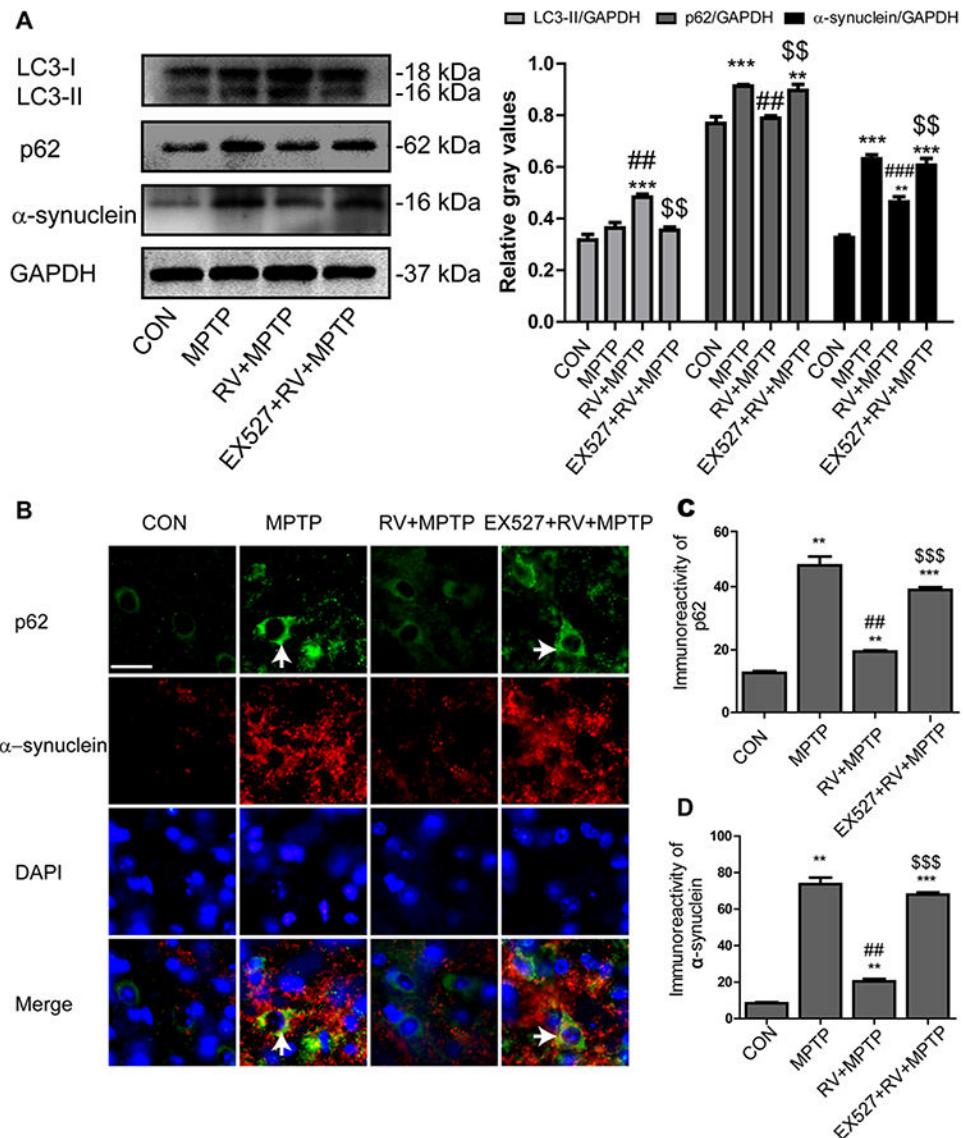 A
LC3-I
LC3-II
p62
α-synuclein
GAPDH
-18 kDa
-16 kDa
-62 kDa
-16 kDa
-37 kDa
CON
MPTP
RV+MPTP
EX527+RV+MPTP
LC3-II/GAPDH p62/GAPDH α-synuclein/GAPDH
Relative gray values
1.0
0.8
0.6
0.4
0.2
0.0
##
***
$$
***
##
$$
**
***
###
**
$$
***
CON
MPTP
RV+MPTP
EX527+RV+MPTP
CON
MPTP
RV+MPTP
EX527+RV+MPTP
CON
MPTP
RV+MPTP
EX527+RV+MPTP
B
CON MPTP RV+MPTP EX527+RV+MPTP
p62
α-synuclein
DAPI
Merge
C
Immunoreactivity of
p62
60
40
20
0
**
##
**
$$$
***
CON
MPTP
RV+MPTP
EX527+RV+MPTP
D
Immunoreactivity of
α-synuclein
100
80
60
40
20
0
**
##
**
$$$
***
CON
MPTP
RV+MPTP
EX527+RV+MPTP